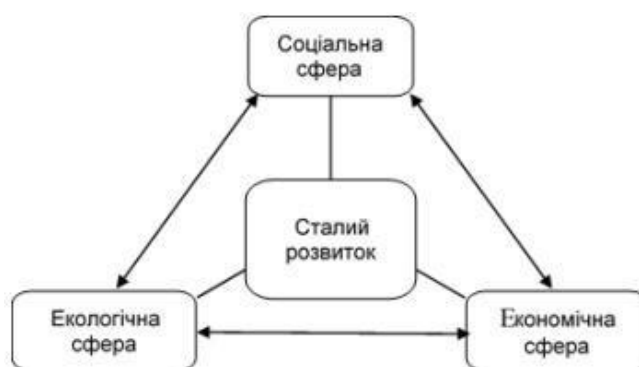 Соціальна
сфера
Сталий
розвиток
Екологічна
сфера
Економічна
сфера